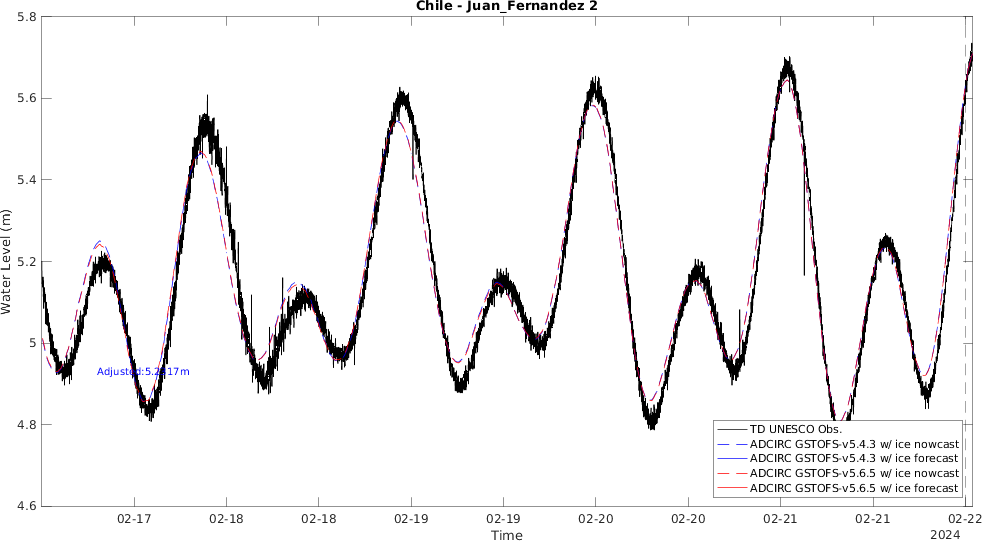 Chile - Juan_Fernandez 2
5.8
5.6
5.4
5.2
5
4.8
4.6
Water Level (m)
Adjusted:5.2317m
TD UNESCO Obs.
ADCIRC GSTOFS-v5.4.3 w/ ice nowcast
ADCIRC GSTOFS-v5.4.3 w/ ice forecast
ADCIRC GSTOFS-v5.6.5 w/ ice nowcast
ADCIRC GSTOFS-v5.6.5 w/ ice forecast
02-17 02-18 02-18 02-19 02-19 02-20 02-20 02-21 02-21 02-22
Time
2024